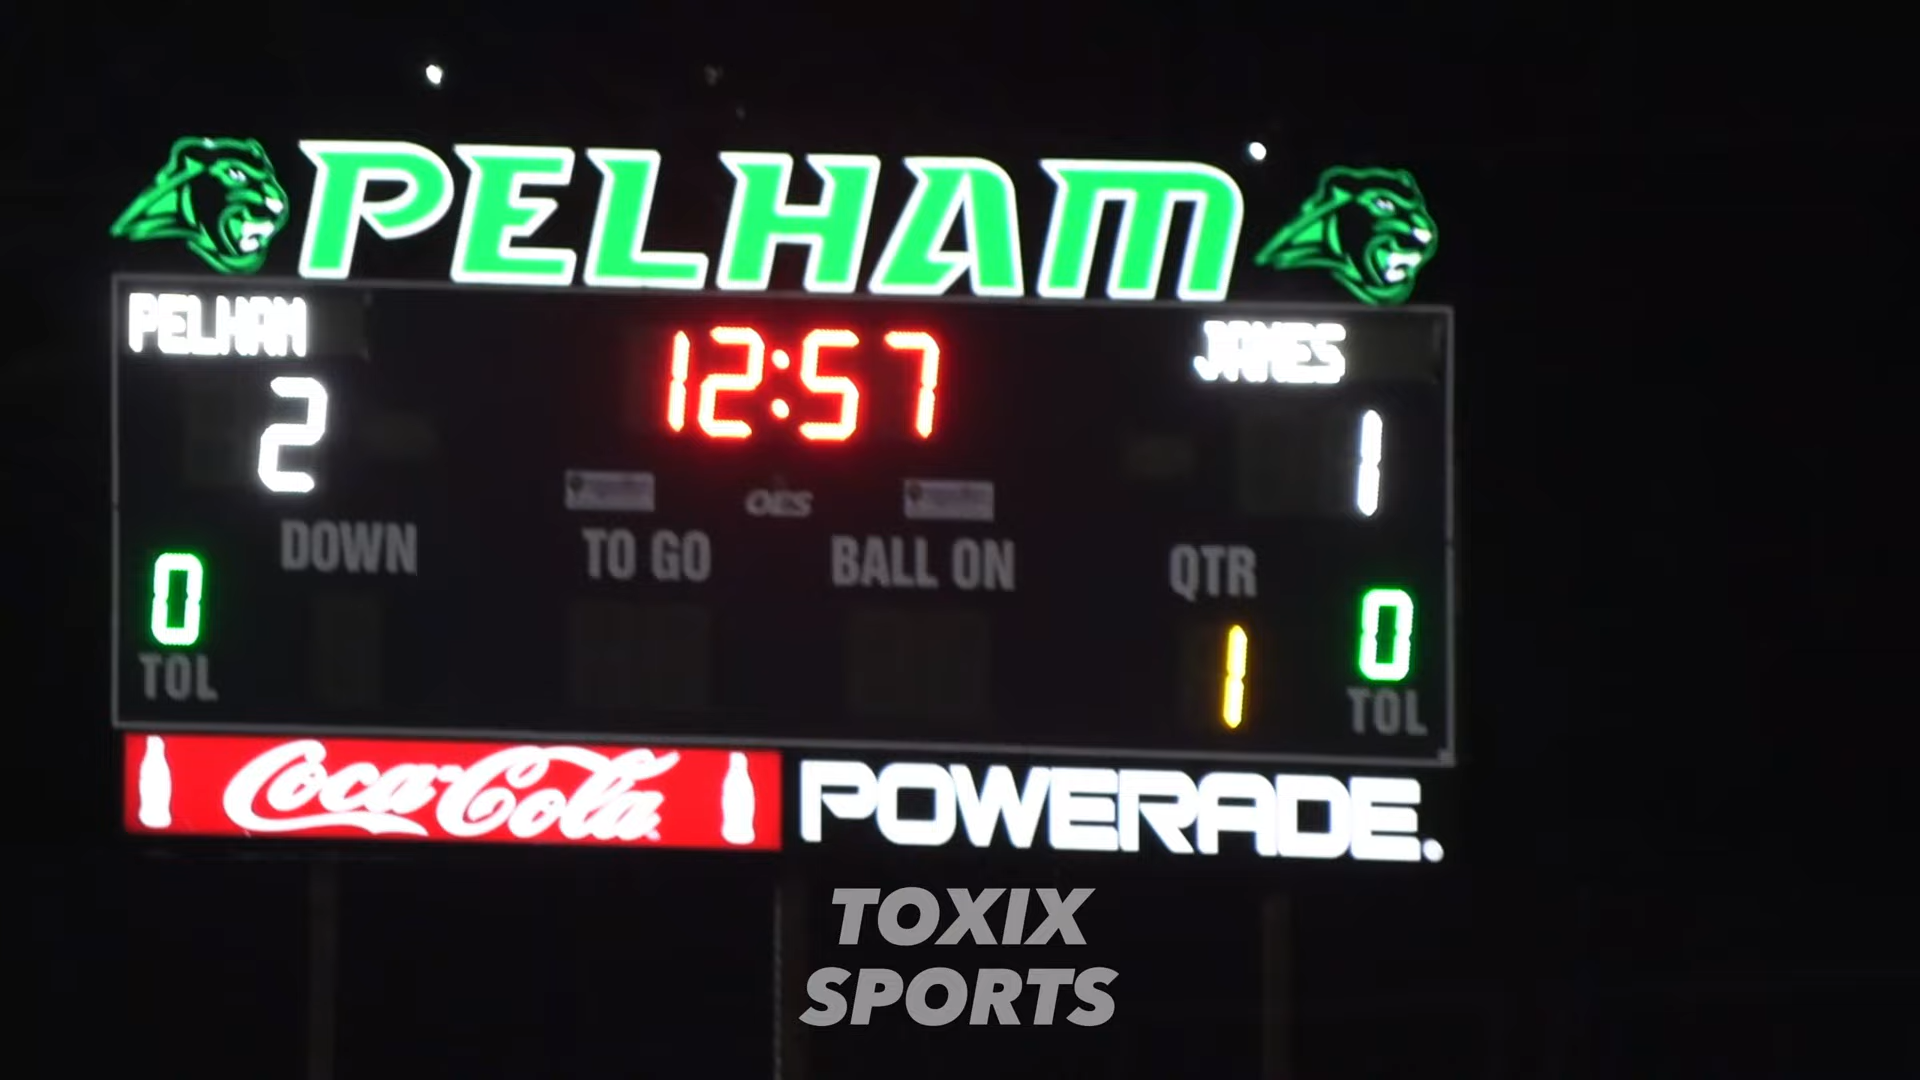 PELHAM
PELHAM 12:57 JAMES
2 1
OES
DOWN TO GO BALL ON QTR
0 1 0
TOL TOL
Coca-Cola POWERADE.
TOXIX
SPORTS